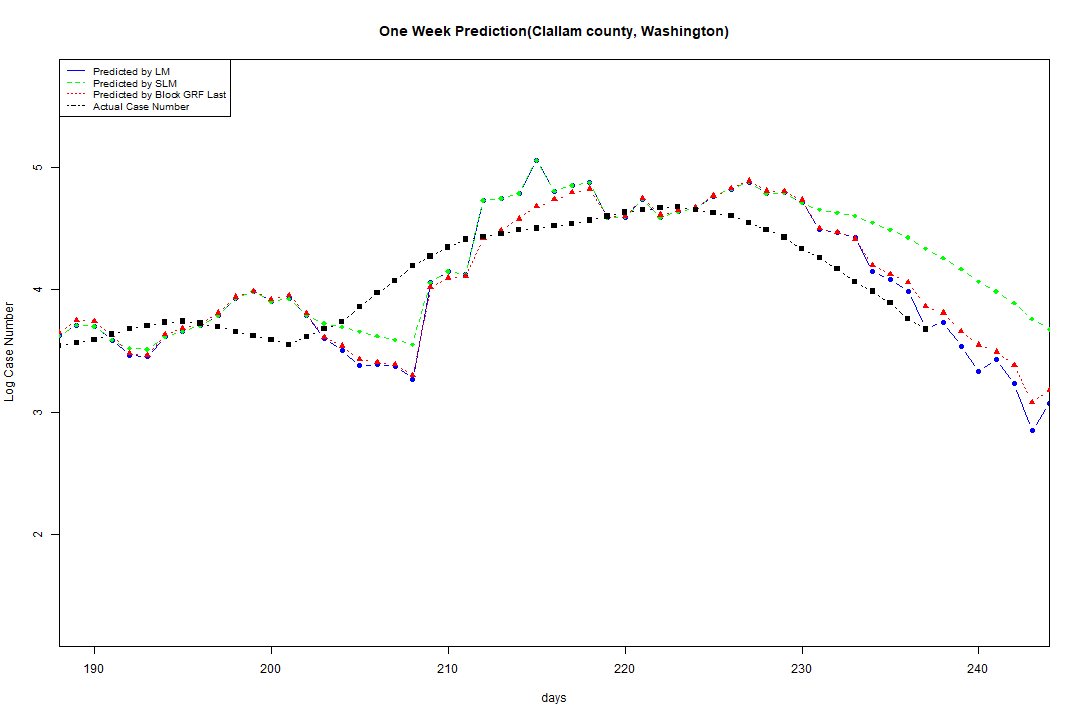 One Week Prediction(Clallam county, Washington)
Predicted by LM
Predicted by SLM
Predicted by Block GRF Last
Actual Case Number
5
4
3
2
Log Case Number
190 200 210 220 230 240
days